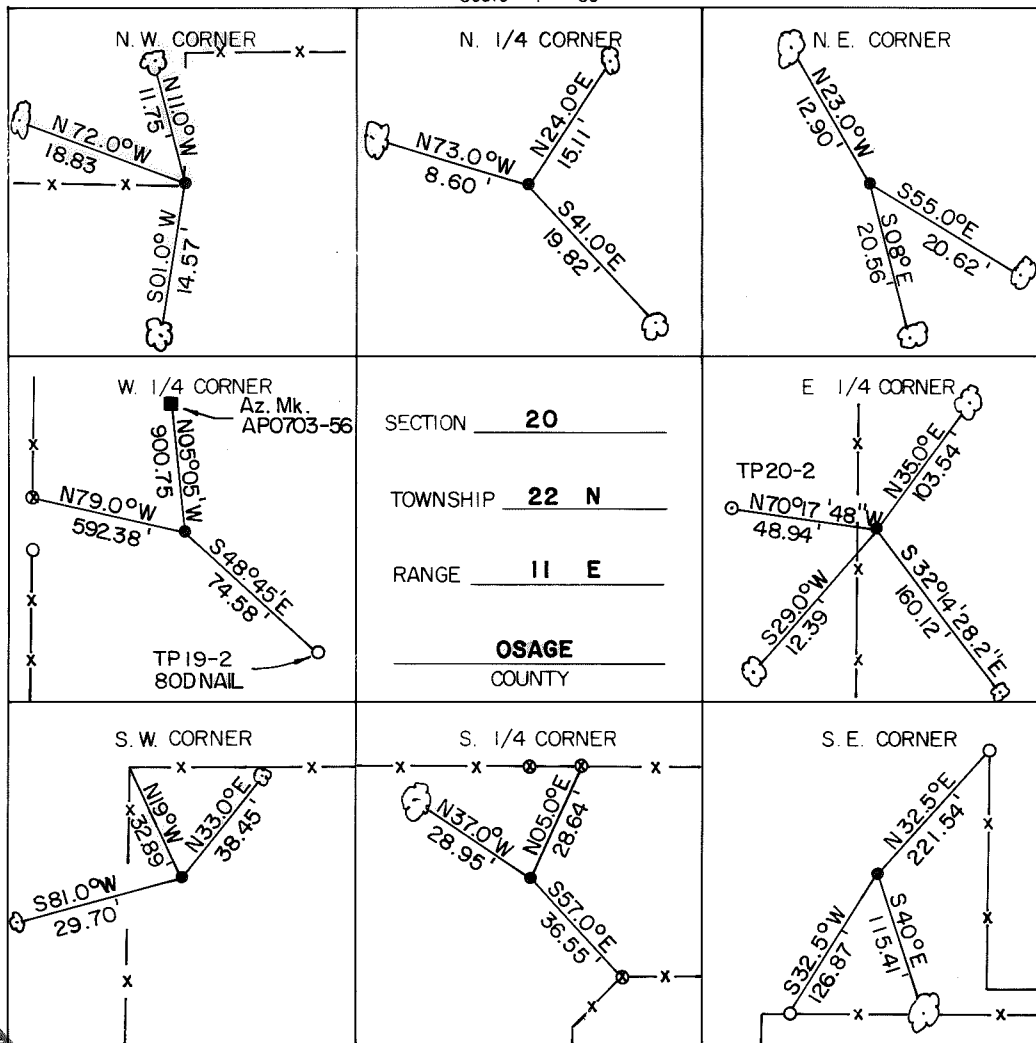 N. W. CORNER
N11.0°W
11.75'
N 72.0°W
18.83
S01.0° W
14.57'
N. 1/4 CORNER
N24.0°E
15.11'
N73.0°W
8.60'
S41.0°E
19.82'
N.E. CORNER
N23.0°W
12.90'
S55.0°E
20.62'
S08°E
20.56'
W. 1/4 CORNER
Az. Mk.
AP0703-56
N05°05'W
900.75
N79.0°W
592.38'
S48°45'E
74.58'
TP19-2
80DNAIL
SECTION 20
TOWNSHIP 22 N
RANGE 11 E
OSAGE
COUNTY
E 1/4 CORNER
N35.0°E
103.54'
TP20-2
N70°17'48"W
48.94'
S29.0°W
12.39'
S 32°14'28.2"E
160.12'
S. W. CORNER
N19°W
32.89'
N33.0°E
38.45'
S81.0°W
29.70'
S. 1/4 CORNER
N37.0°W
28.95'
N05.0°E
28.64'
S57.0°E
36.55'
S.E. CORNER
N 32.5°E
221.54'
S32.5°W
126.87'
S40°E
115.41'